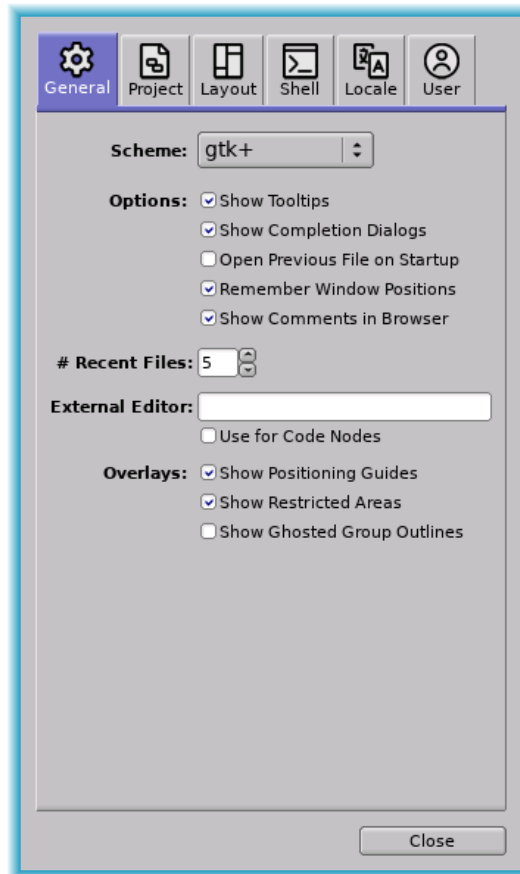 General Project Layout Shell Locale User
Scheme: gtk+
Options: Show Tooltips
Show Completion Dialogs
Open Previous File on Startup
Remember Window Positions
Show Comments in Browser
# Recent Files: 5
External Editor:
Use for Code Nodes
Overlays: Show Positioning Guides
Show Restricted Areas
Show Ghosted Group Outlines
Close